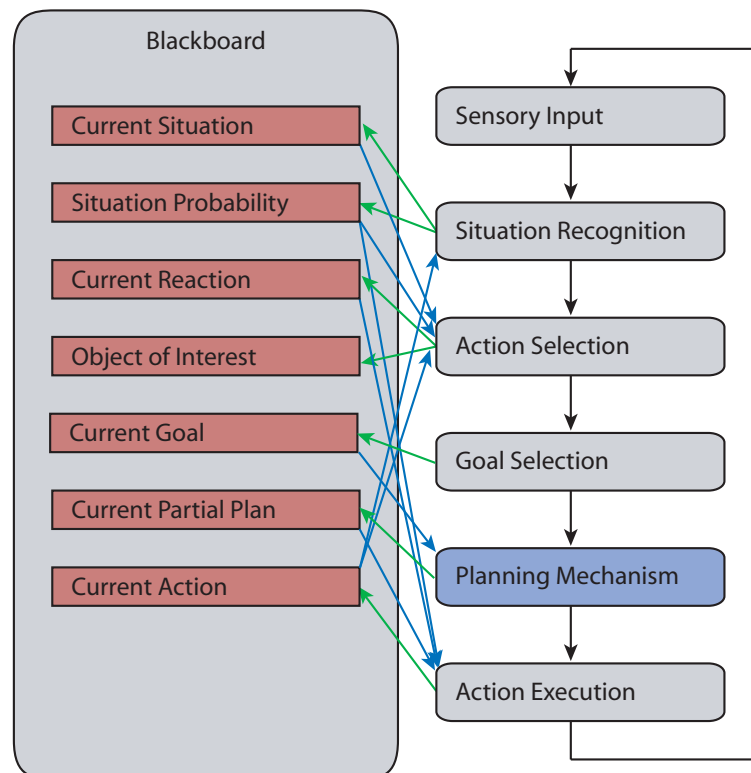 Blackboard
Current Situation
Situation Probability
Current Reaction
Object of Interest
Current Goal
Current Partial Plan
Current Action
Sensory Input
Situation Recognition
Action Selection
Goal Selection
Planning Mechanism
Action Execution